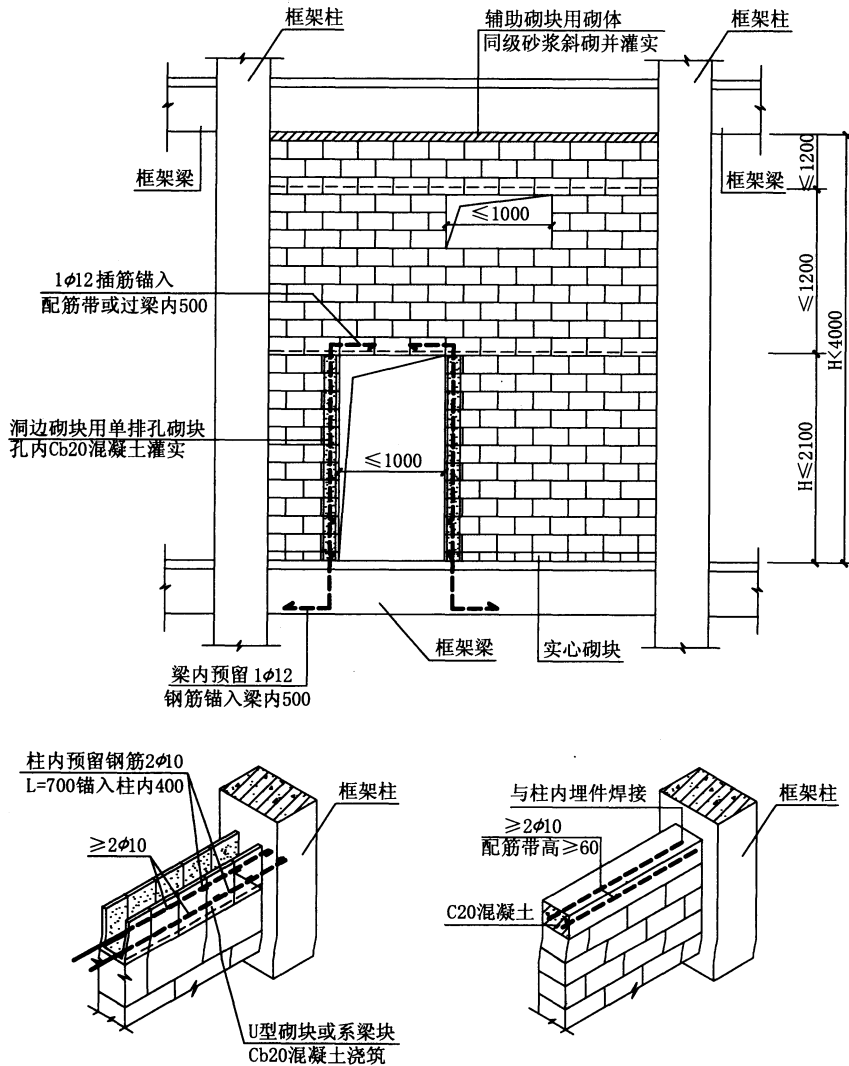 框架柱
辅助砌块用砌体
同级砂浆斜砌并灌实
框架柱
框架梁
框架梁
≤1200
≤1000
1ϕ12插筋锚入
配筋带或过梁内500
≤1200
H<4000
洞边砌块用单排孔砌块
孔内Cb20混凝土灌实
≤1000
H≤2100
框架梁
实心砌块
梁内预留1ϕ12
钢筋锚入梁内500
柱内预留钢筋2ϕ10
L=700锚入柱内400
框架柱
≥2ϕ10
U型砌块或系梁块
Cb20混凝土浇筑
与柱内埋件焊接
框架柱
≥2ϕ10
配筋带高≥60
C20混凝土